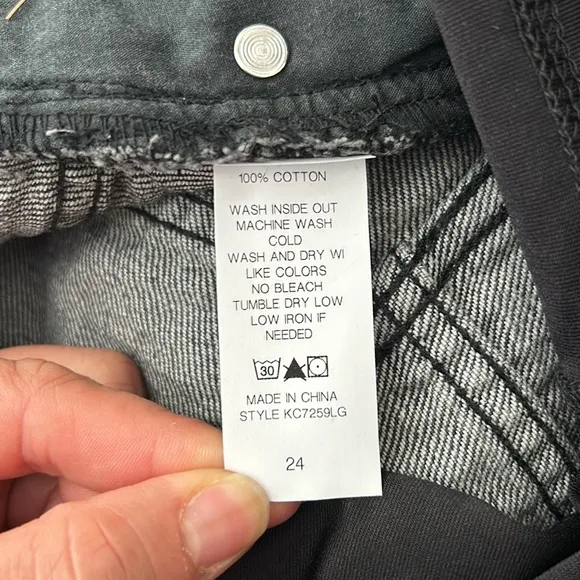 100% COTTON
WASH INSIDE OUT
MACHINE WASH
COLD
WASH AND DRY WI
LIKE COLORS
NO BLEACH
TUMBLE DRY LOW
LOW IRON IF
NEEDED
30
MADE IN CHINA
STYLE KC7259LG
24